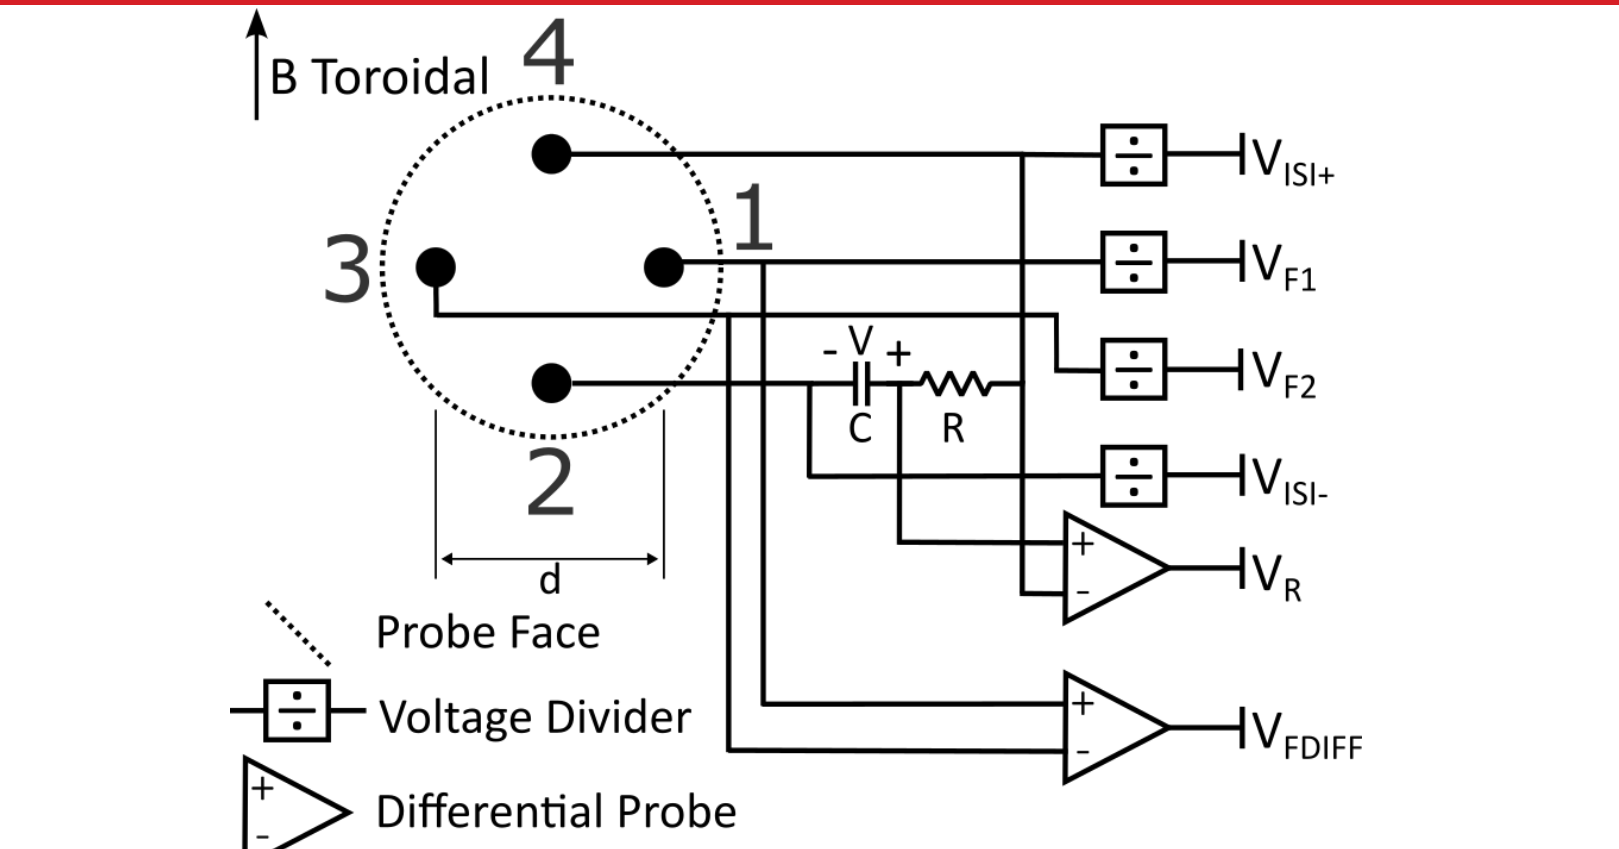 4
B Toroidal
÷ V_ISI+
1
3
÷ V_F1
- V +
÷ V_F2
C R
2
÷ V_ISI-
+
- V_R
d
Probe Face
÷ Voltage Divider
+
- V_FDIFF
+
- Differential Probe